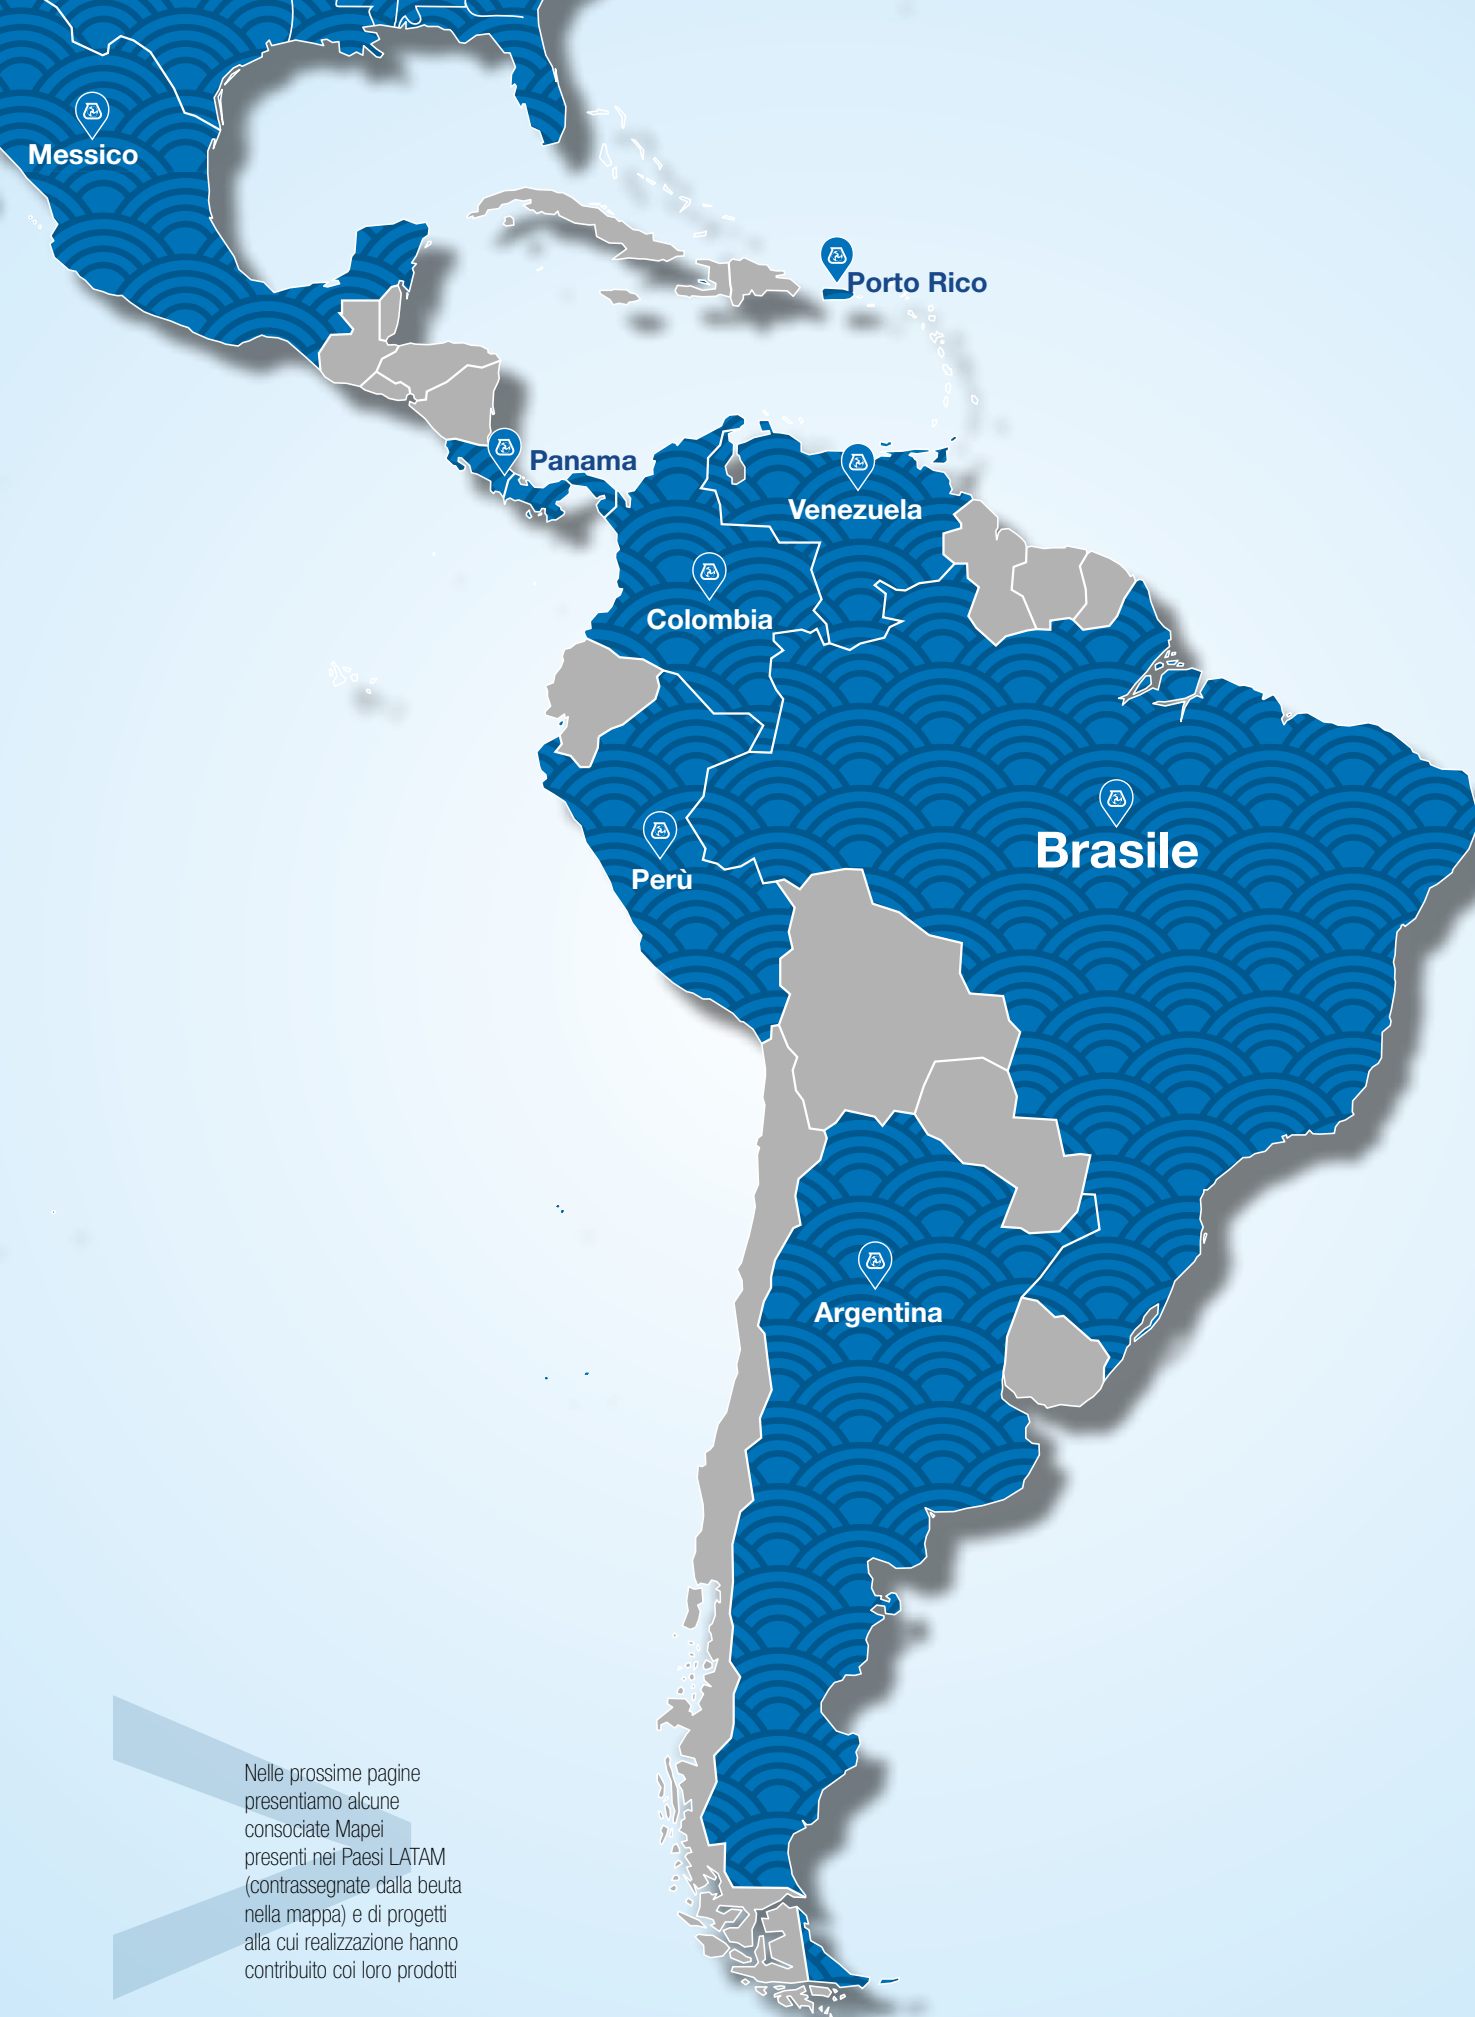 Messico
Porto Rico
Panama
Venezuela
Colombia
Brasile
Perù
Argentina
Nelle prossime pagine
presentiamo alcune
consociate Mapei
presenti nei Paesi LATAM
(contrassegnate dalla beuta
nella mappa) e di progetti
alla cui realizzazione hanno
contribuito coi loro prodotti